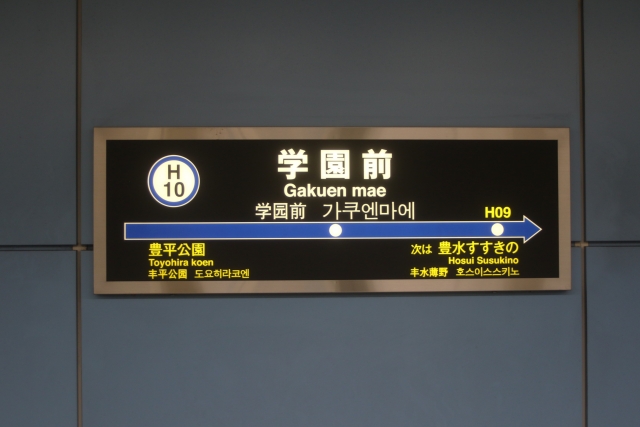 H
10
学園前
Gakuen mae
学园前 가쿠엔마에
H09
豊平公園
Toyohira koen
丰平公園 도요히라코엔
次は 豊水すすきの
Hosui Susukino
丰水薄野 호스이스스키노